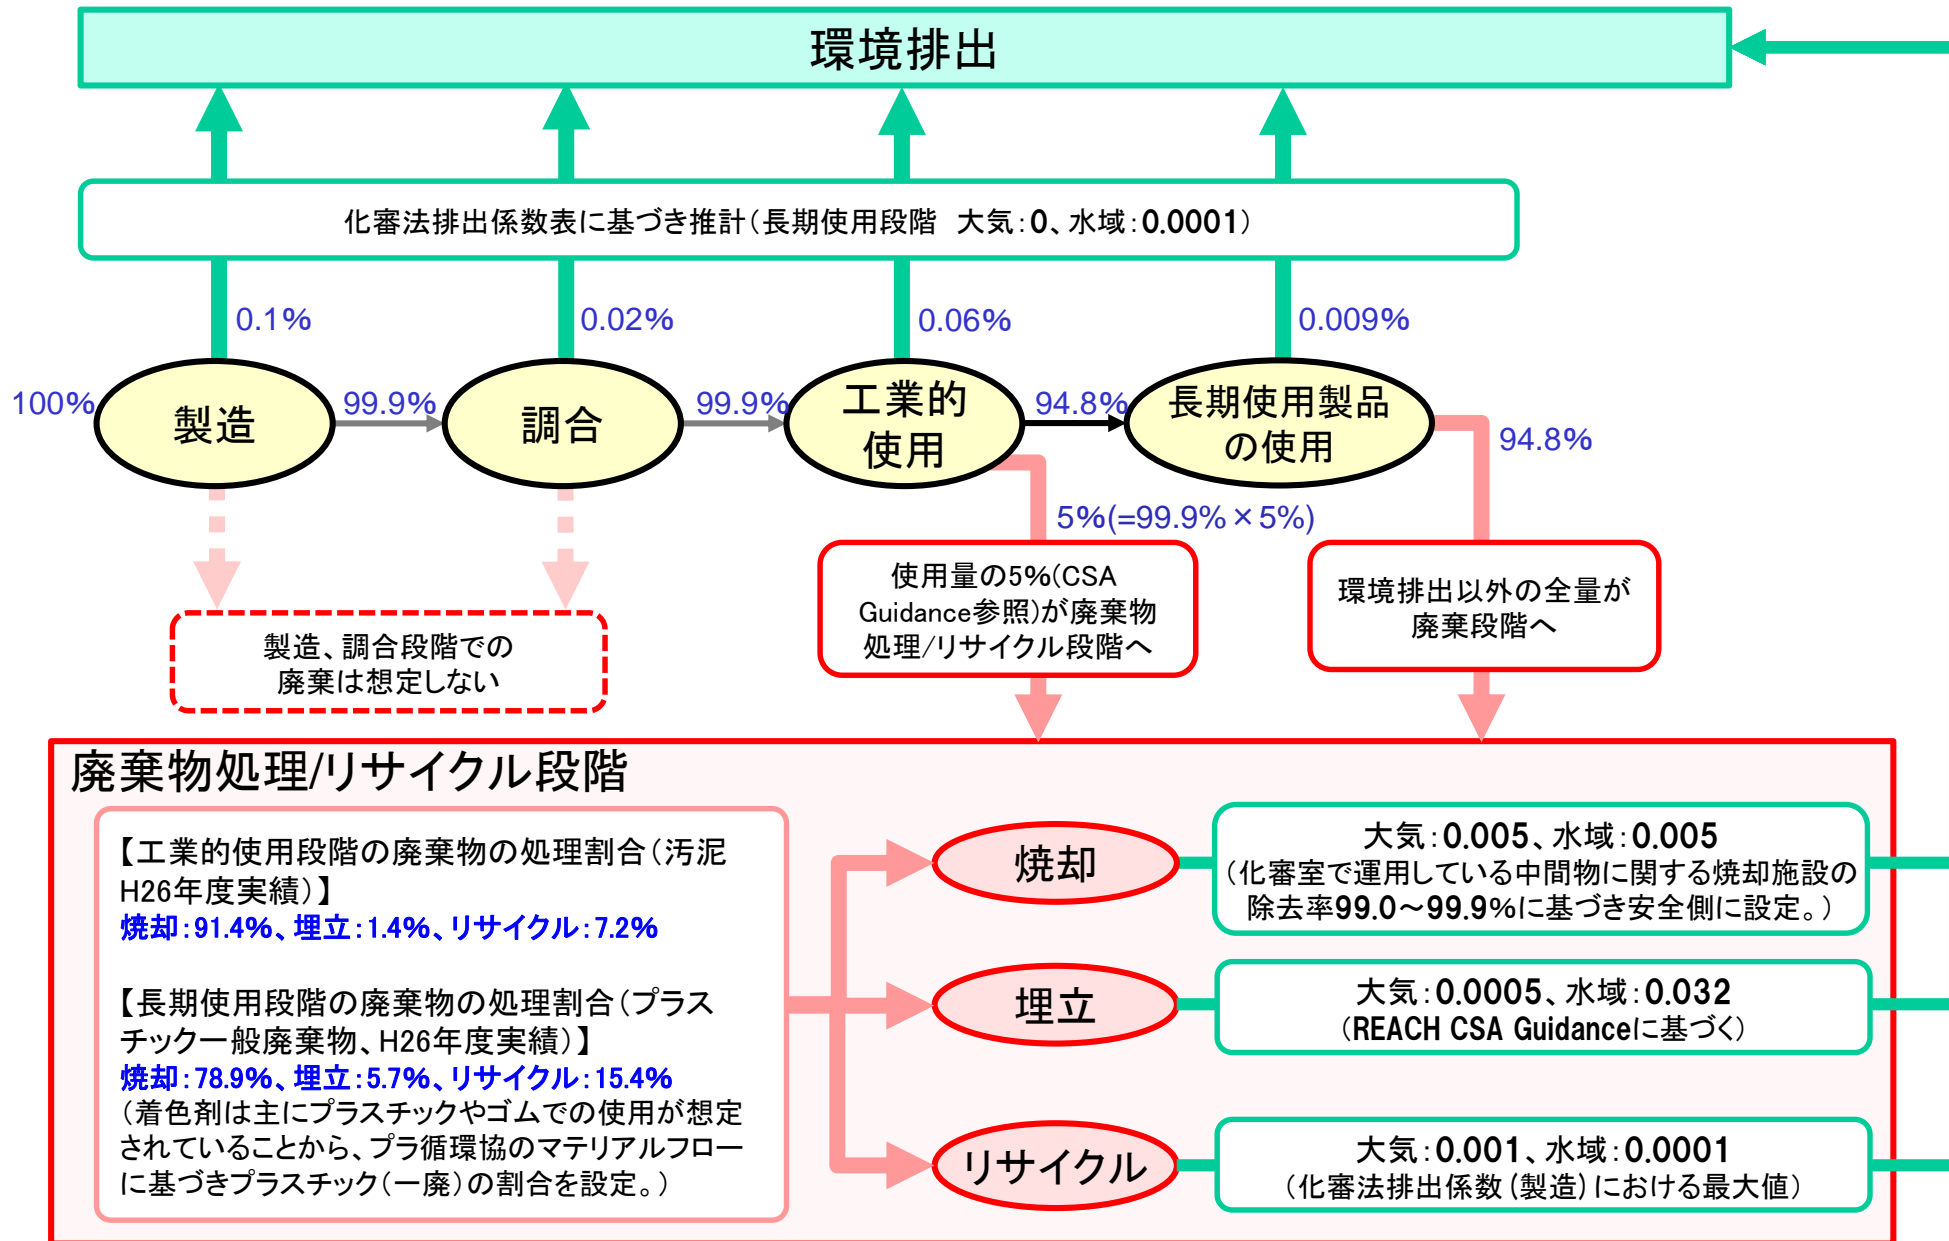 環境排出
化審法排出係数表に基づき推計(長期使用段階　大気:0、水域:0.0001)
0.1%
0.02%
0.06%
0.009%
100%
製造
99.9%
調合
99.9%
工業的
使用
94.8%
長期使用製品
の使用
94.8%
5%(=99.9%×5%)
使用量の5%(CSA
Guidance参照)が廃棄物
処理/リサイクル段階へ
環境排出以外の全量が
廃棄段階へ
製造、調合段階での
廃棄は想定しない
廃棄物処理/リサイクル段階
【工業的使用段階の廃棄物の処理割合(汚泥
H26年度実績)】
焼却:91.4%、埋立:1.4%、リサイクル:7.2%
【長期使用段階の廃棄物の処理割合(プラス
チック一般廃棄物、H26年度実績)】
焼却:78.9%、埋立:5.7%、リサイクル:15.4%
(着色剤は主にプラスチックやゴムでの使用が想定
されていることから、プラ循環協のマテリアルフロー
に基づきプラスチック(一廃)の割合を設定。)
焼却
大気:0.005、水域:0.005
(化審室で運用している中間物に関する焼却施設の
除去率99.0～99.9%に基づき安全側に設定。)
埋立
大気:0.0005、水域:0.032
(REACH CSA Guidanceに基づく)
リサイクル
大気:0.001、水域:0.0001
(化審法排出係数(製造)における最大値)